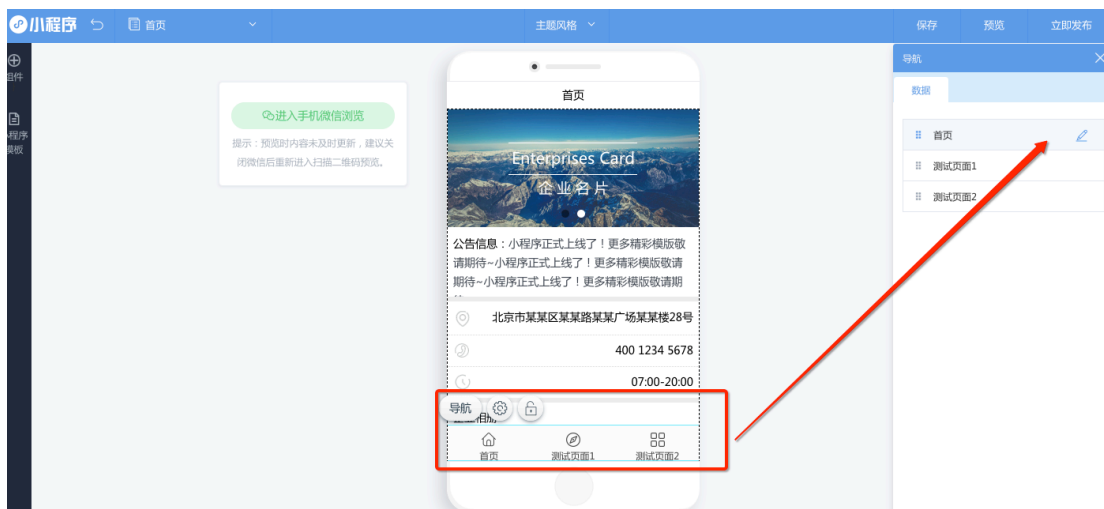 小程序
首页
主题风格
保存
预览
立即发布
组件
小程序
模板
进入手机微信浏览
提示：预览时内容未及时更新，建议关
闭微信后重新进入扫描二维码预览。
首页
Enterprises Card
企业名片
公告信息：小程序正式上线了！更多精彩模版敬
请期待~小程序正式上线了！更多精彩模版敬请
期待~小程序正式上线了！更多精彩模版敬请期
北京市某某区某某路某某广场某某楼28号
400 1234 5678
07:00-20:00
导航
企业相册
首页
测试页面1
测试页面2
导航
数据
首页
测试页面1
测试页面2